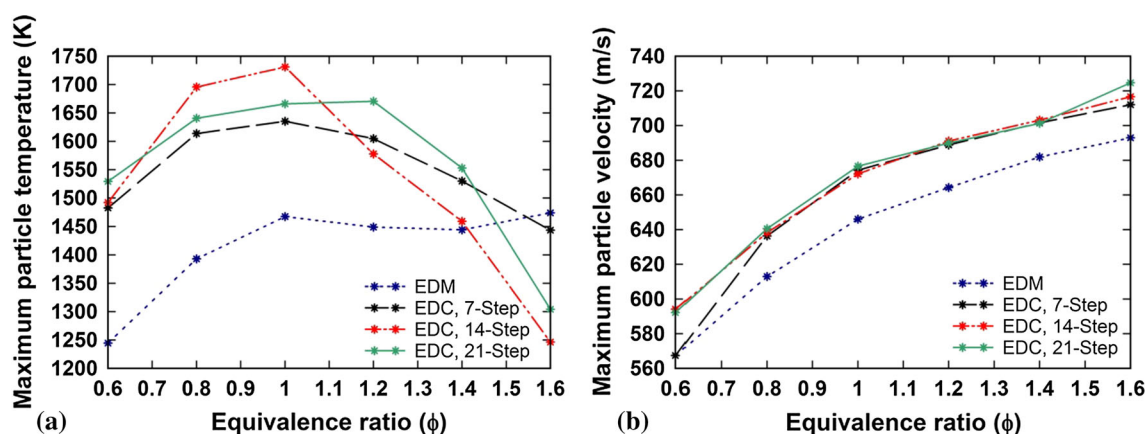 Maximum particle temperature (K)
1750
1700
1650
1600
1550
1500
1450
1400
1350
1300
1250
1200
EDM
EDC, 7-Step
EDC, 14-Step
EDC, 21-Step
0.6 0.7 0.8 0.9 1 1.1 1.2 1.3 1.4 1.5 1.6
(a)
Equivalence ratio (ϕ)
Maximum particle velocity (m/s)
740
720
700
680
660
640
620
600
580
560
EDM
EDC, 7-Step
EDC, 14-Step
EDC, 21-Step
0.6 0.7 0.8 0.9 1 1.1 1.2 1.3 1.4 1.5 1.6
(b)
Equivalence ratio (ϕ)